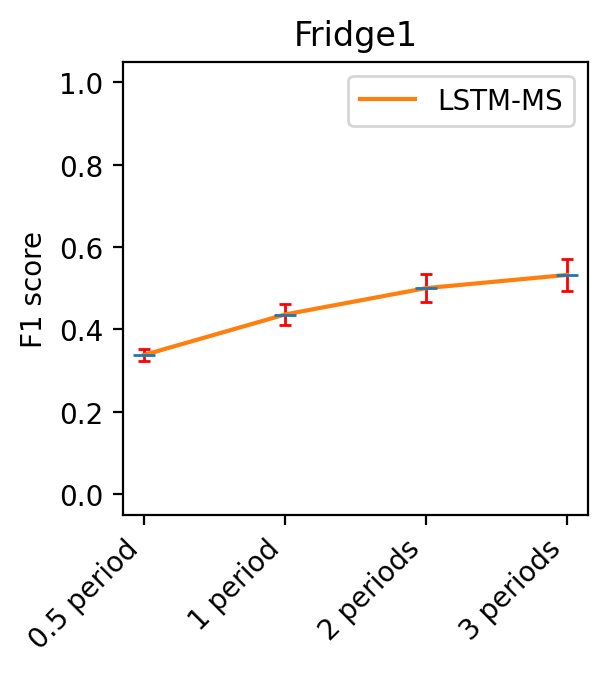 Fridge1
LSTM-MS
F1 score
1.0
0.8
0.6
0.4
0.2
0.0
0.5 period
1 period
2 periods
3 periods